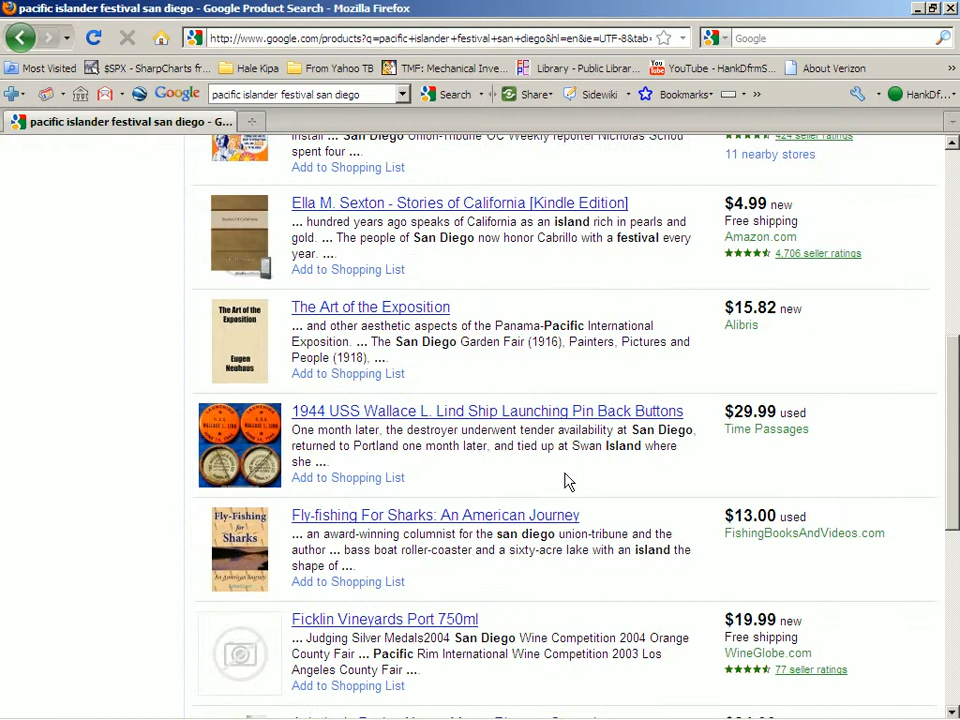 pacific islander festival san diego - Google Product Search - Mozilla Firefox
http://www.google.com/products?q=pacific+islander+festival+san+diego&hl=en&ie=UTF-8&tab=
Google
Most Visited $SPX - SharpCharts fr... Hale Kipa From Yahoo TB TMF: Mechanical Inve... Library - Public Librar... YouTube - HankDfrmS... About Verizon »
Google pacific islander festival san diego Search Share Sidewiki Bookmarks » HankDf...
pacific islander festival san diego - G...
install ... San Diego Union-Tribune OC Weekly reporter Nicholas Schou
spent four ...
Add to Shopping List
424 seller ratings
11 nearby stores
Ella M. Sexton - Stories of California [Kindle Edition]
... hundred years ago speaks of California as an island rich in pearls and
gold. ... The people of San Diego now honor Cabrillo with a festival every
year. ...
Add to Shopping List
$4.99 new
Free shipping
Amazon.com
4,706 seller ratings
The Art of the
Exposition
Eugen
Neuhaus
The Art of the Exposition
... and other aesthetic aspects of the Panama-Pacific International
Exposition. ... The San Diego Garden Fair (1916), Painters, Pictures and
People (1918), ...
Add to Shopping List
$15.82 new
Alibris
1944 USS Wallace L. Lind Ship Launching Pin Back Buttons
One month later, the destroyer underwent tender availability at San Diego,
returned to Portland one month later, and tied up at Swan Island where
she ...
Add to Shopping List
$29.99 used
Time Passages
Fly-Fishing
for
Sharks
An American Journey
Fly-fishing For Sharks: An American Journey
... an award-winning columnist for the san diego union-tribune and the
author ... bass boat roller-coaster and a sixty-acre lake with an island the
shape of ...
Add to Shopping List
$13.00 used
FishingBooksAndVideos.com
Ficklin Vineyards Port 750ml
... Judging Silver Medals2004 San Diego Wine Competition 2004 Orange
County Fair ... Pacific Rim International Wine Competition 2003 Los
Angeles County Fair ...
Add to Shopping List
$19.99 new
Free shipping
WineGlobe.com
77 seller ratings